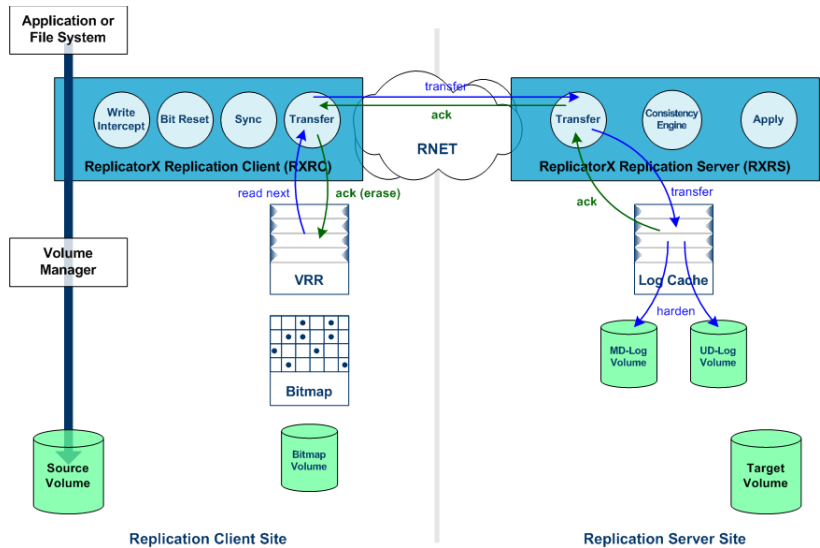 Application or
File System
transfer
ack
Write
Intercept
Bit Reset
Sync
Transfer
RNET
Transfer
Consistency
Engine
Apply
ReplicatorX Replication Client (RXRC)
ReplicatorX Replication Server (RXRS)
read next
ack (erase)
ack
transfer
Volume
Manager
VRR
Log Cache
harden
MD-Log
Volume
UD-Log
Volume
Bitmap
Bitmap
Volume
Source
Volume
Target
Volume
Replication Client Site
Replication Server Site